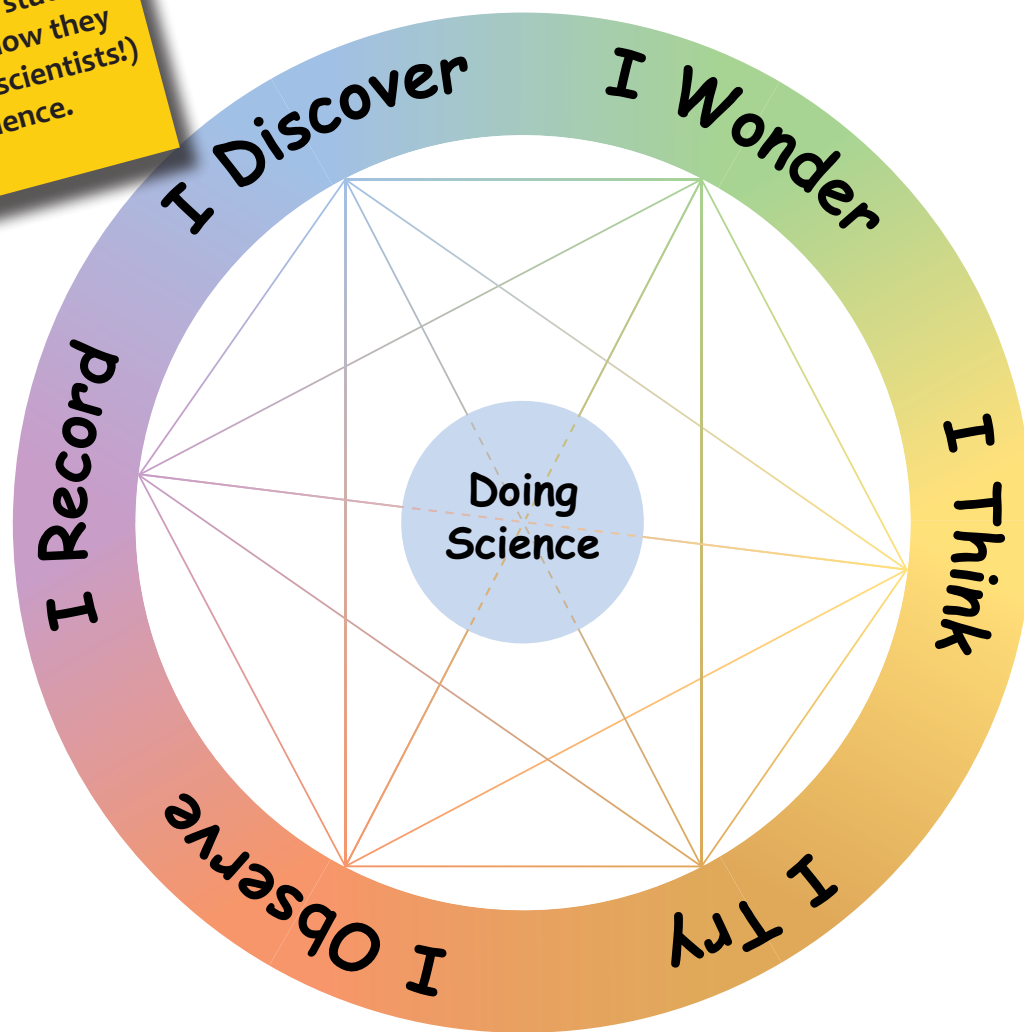 ow they
scientists!)
ence.
I Discover
I Wonder
I Think
I Try
I Observe
I Record
Doing
Science